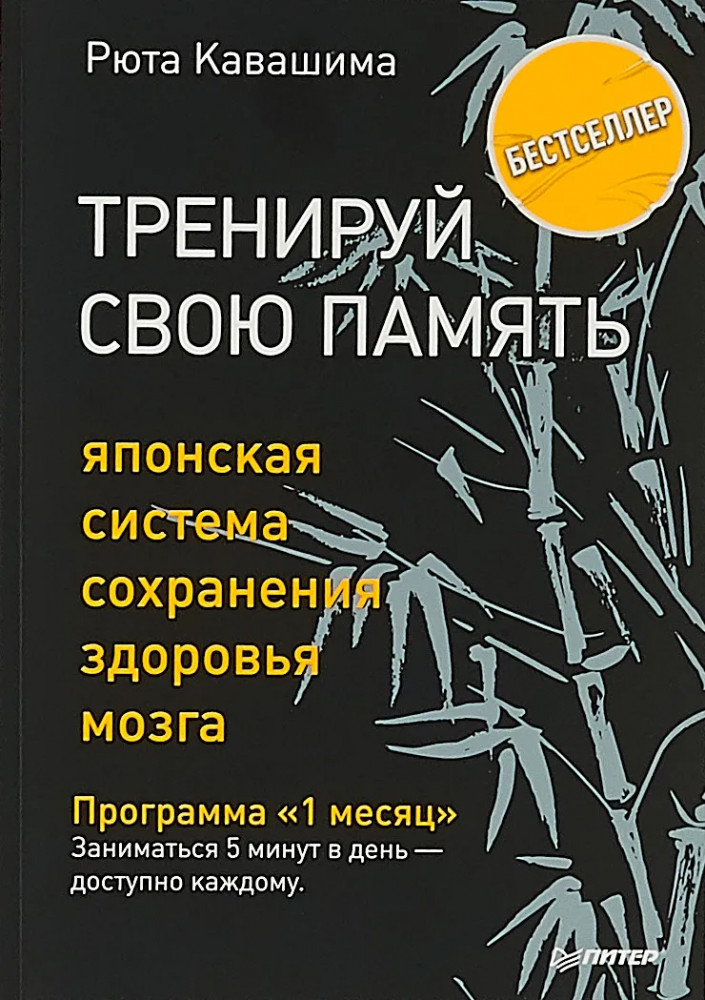 Рюта Кавашима
БЕСТСЕЛЛЕР
ТРЕНИРУЙ
СВОЮ ПАМЯТЬ
японская
система
сохранения
здоровья
мозга
Программа «1 месяц»
Заниматься 5 минут в день —
доступно каждому.
ПИТЕР